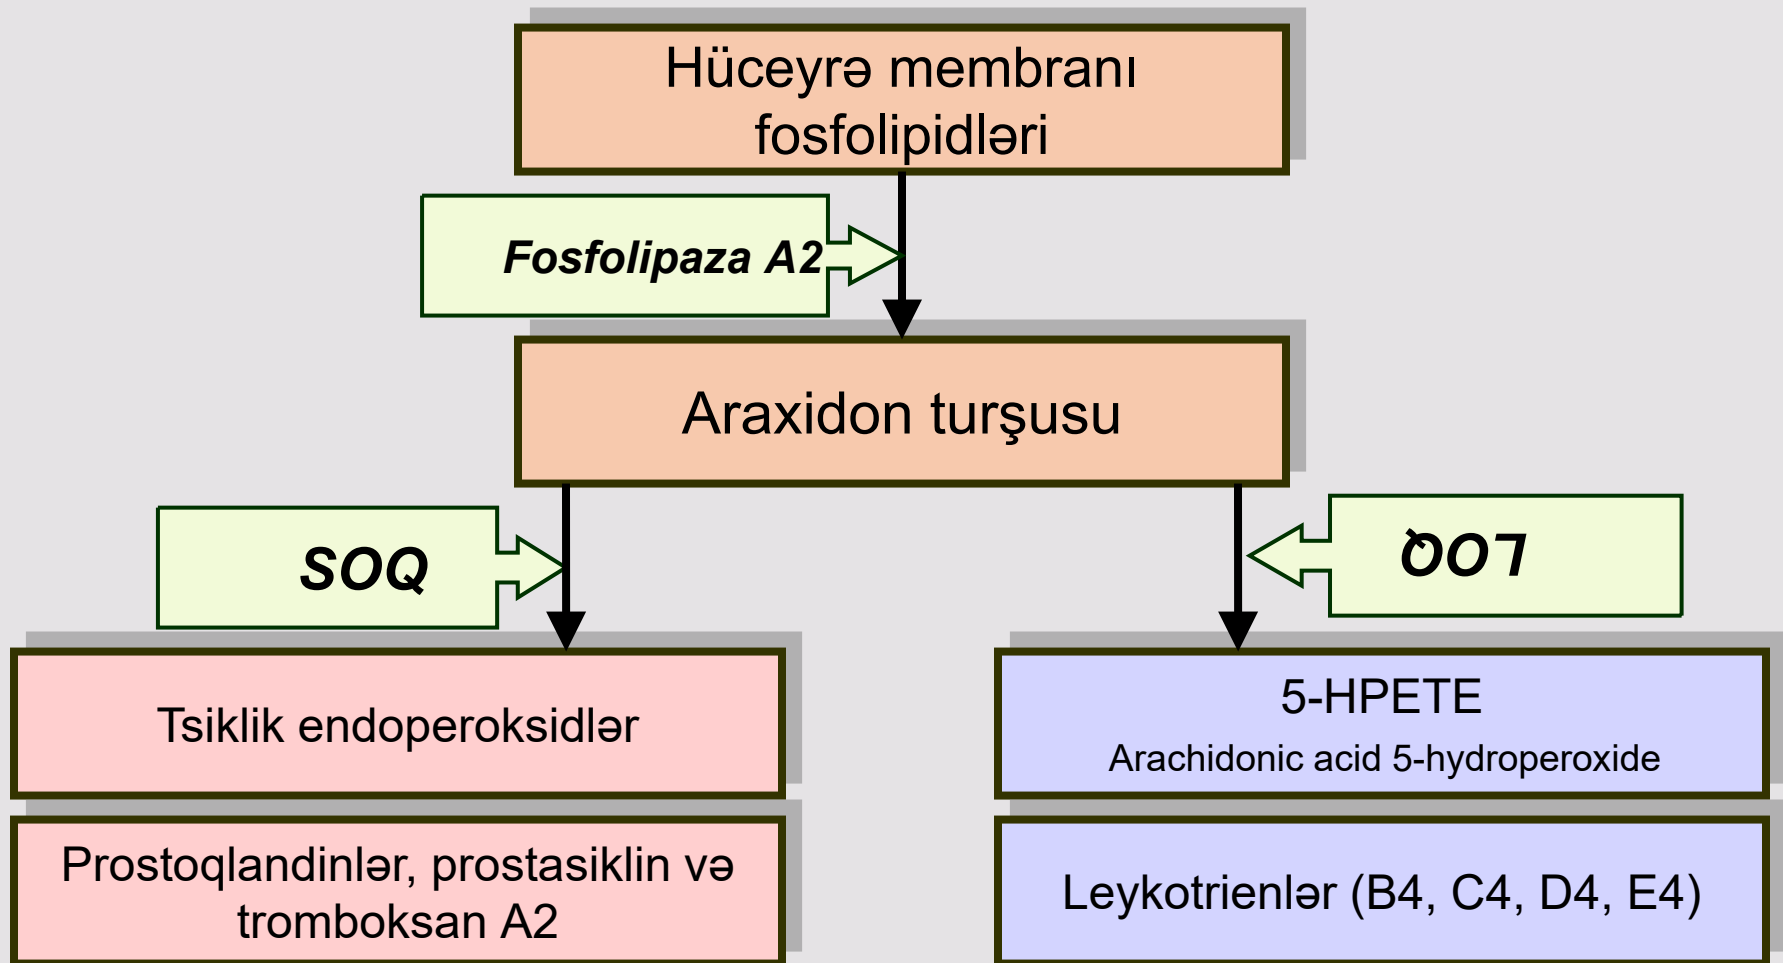 Hüceyrə membranı
fosfolipidləri
Fosfolipaza A2
Araxidon turşusu
SOQ
LOQ
Tsiklik endoperoksidlər
5-HPETE
Arachidonic acid 5-hydroperoxide
Prostoqlandinlər, prostasiklin və
tromboksan A2
Leykotrienlər (B4, C4, D4, E4)